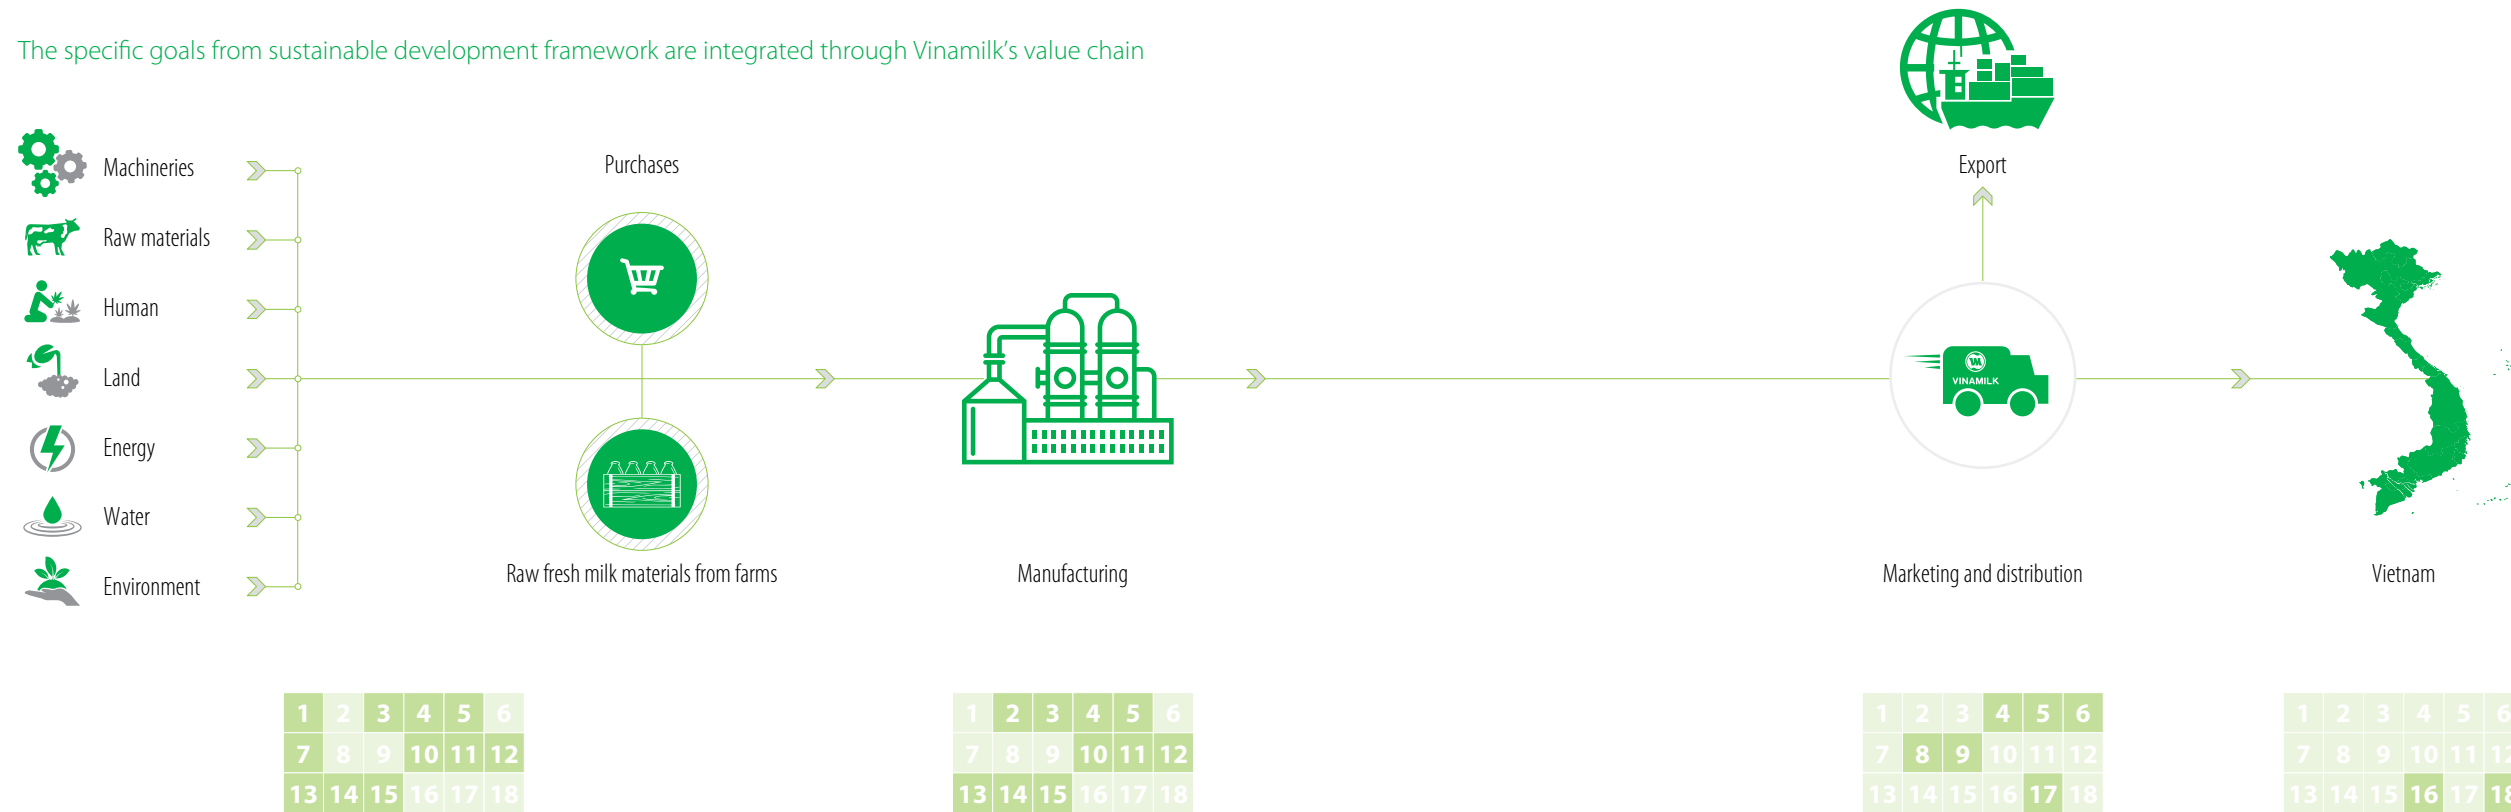 The specific goals from sustainable development framework are integrated through Vinamilk's value chain
Machineries
Raw materials
Human
Land
Energy
Water
Environment
Purchases
Raw fresh milk materials from farms
Manufacturing
Export
VINAMILK
Marketing and distribution
Vietnam
1 2 3 4 5 6
7 8 9 10 11 12
13 14 15 16 17 18
1 2 3 4 5 6
7 8 9 10 11 12
13 14 15 16 17 18
1 2 3 4 5 6
7 8 9 10 11 12
13 14 15 16 17 18
1 2 3 4 5 6
7 8 9 10 11 12
13 14 15 16 17 18